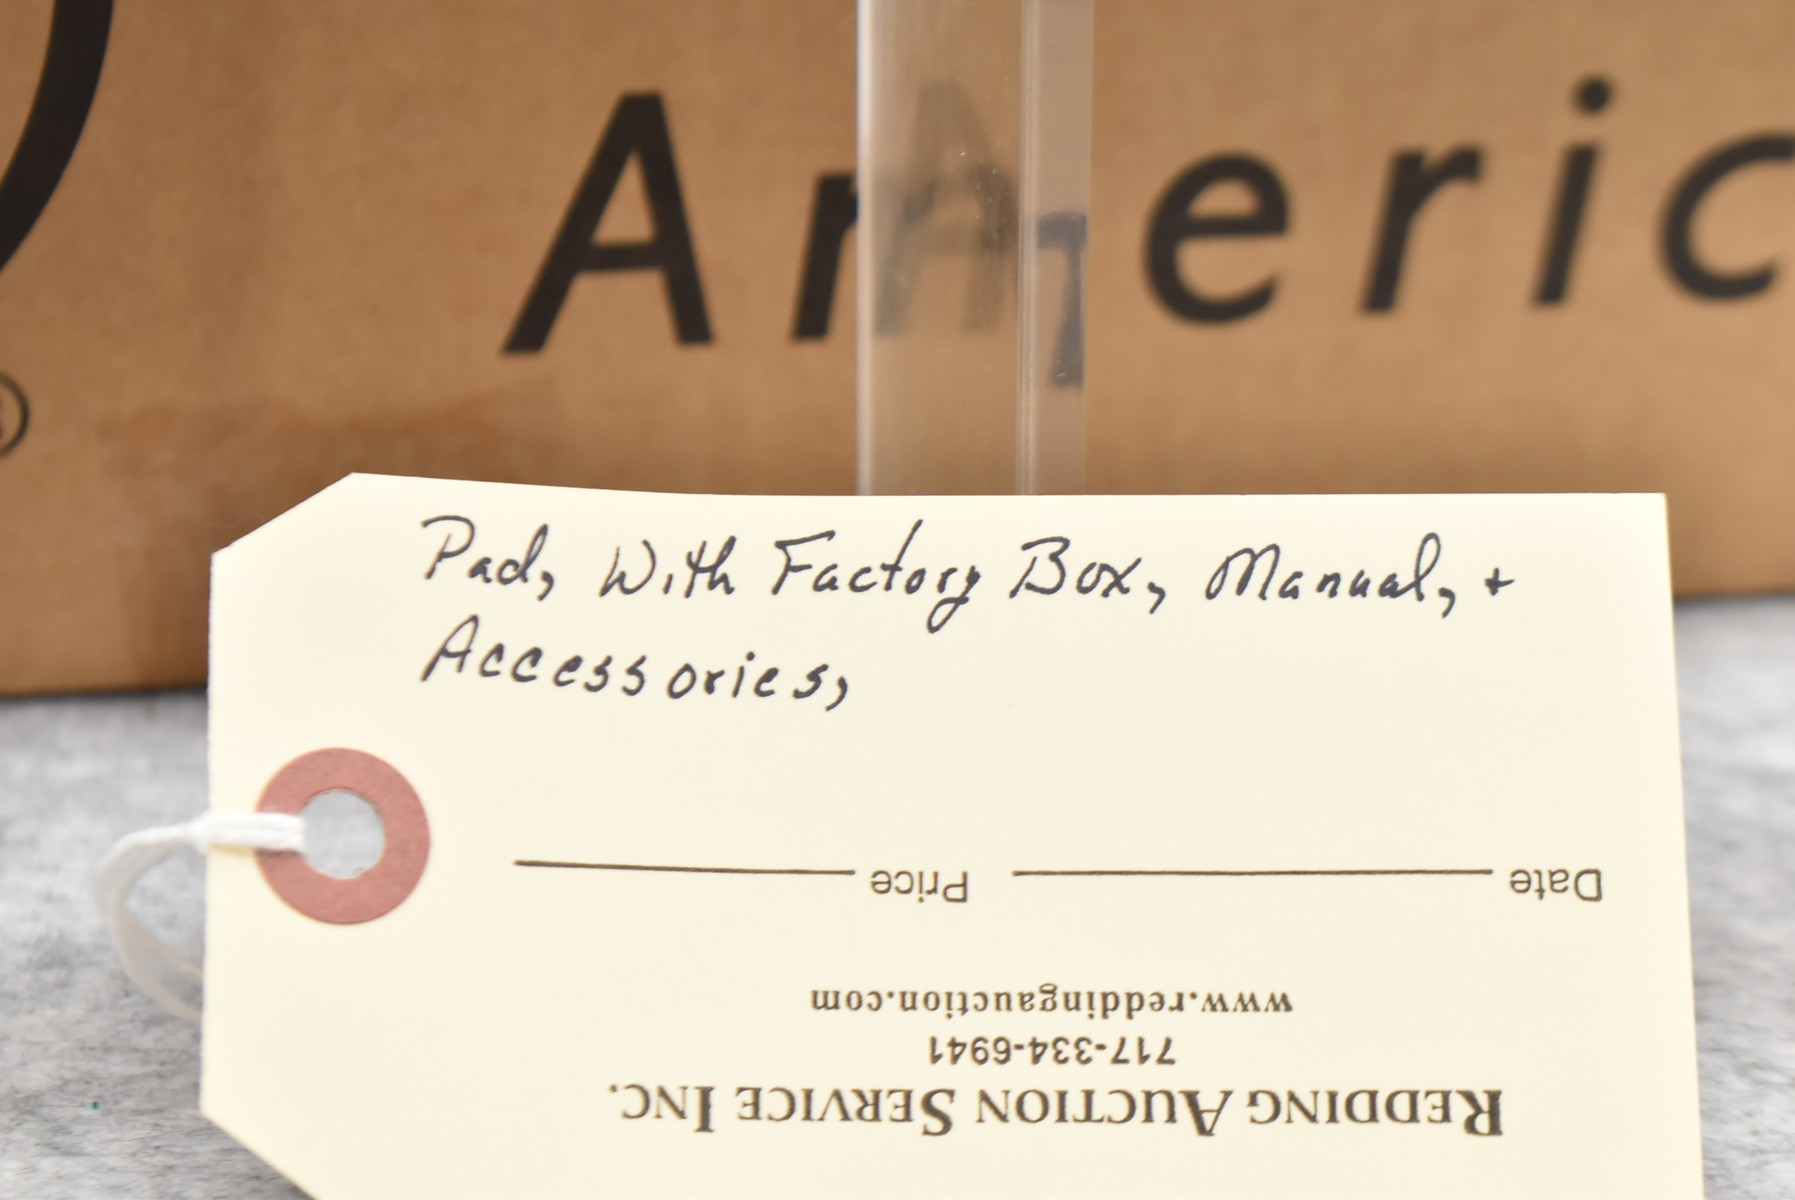 Americ
®
Pad, With Factory Box, Manual, +
Accessories,
Date Price
www.reddingauction.com
717-334-6941
REDDING AUCTION SERVICE INC.